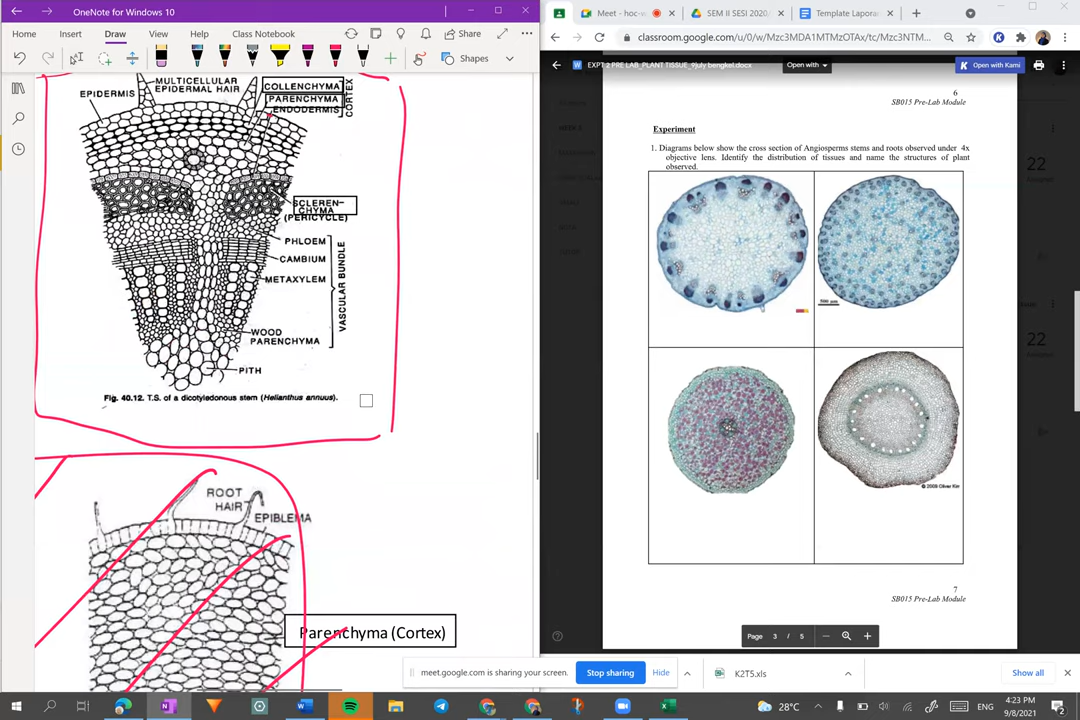 OneNote for Windows 10
Home
Insert
Draw
View
Help
Class Notebook
Share
Shapes
MULTICELLULAR
EPIDERMAL HAIR
EPIDERMIS
COLLENCHYMA
PARENCHYMA
ENDODERMIS
CORTEX
SCLEREN-
CHYMA
(PERICYCLE)
PHLOEM
CAMBIUM
METAXYLEM
VASCULAR BUNDLE
WOOD
PARENCHYMA
PITH
Fig. 40.12. T.S. of a dicotyledonous stem (Helianthus annuus).
ROOT
HAIR
EPIBLEMA
Parenchyma (Cortex)
Meet - hoc-w
SEM II SESI 2020/
Template Lapora
classroom.google.com/u/0/w/Mzc3MDA1MTMzOTAx/tc/Mzc3NTM...
EXPT 2 PRE LAB_PLANT TISSUE_9july bengkel.docx
Open with
Open with Kami
6
SB015 Pre-Lab Module
Experiment
1. Diagrams below show the cross section of Angiosperms stems and roots observed under 4x
objective lens. Identify the distribution of tissues and name the structures of plant
observed.
© 2008 Oliver Kim
7
SB015 Pre-Lab Module
22
22
Page 3 / 5
meet.google.com is sharing your screen.
Stop sharing
Hide
K2T5.xls
Show all
28°C
ENG
4:23 PM
9/8/2021
2